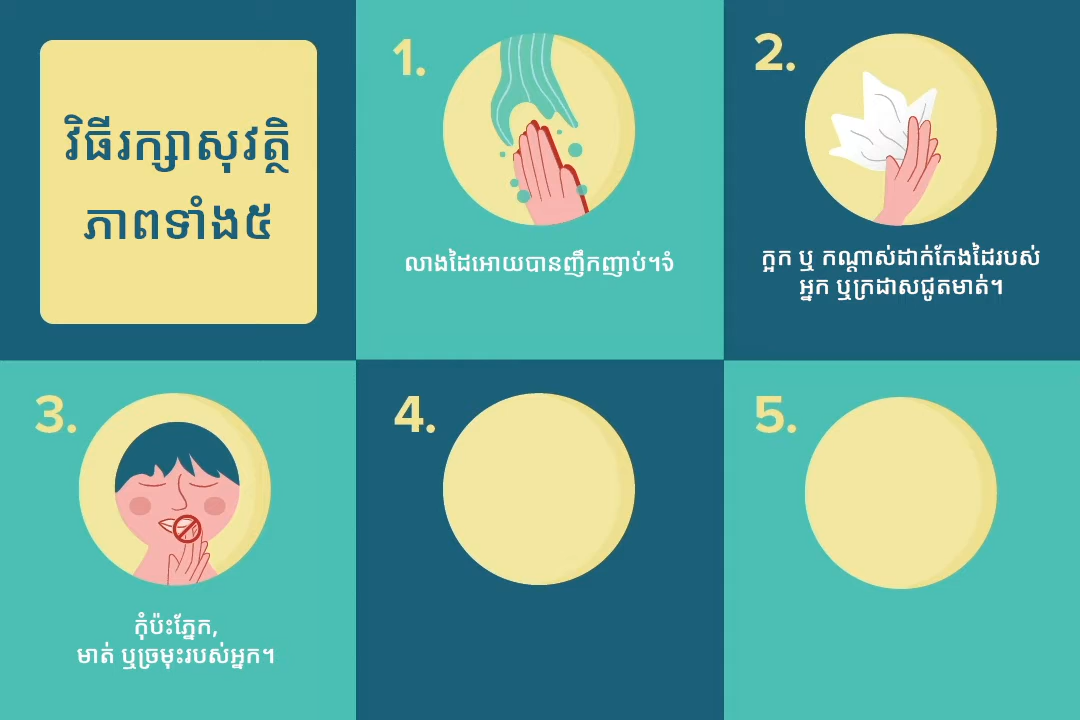 វិធីរក្សាសុវត្ថិ
ភាពទាំង៥
1.
លាងដៃអោយបានញឹកញាប់។ចំ
2.
ក្អក ឬ កណ្តាស់ដាក់កែងដៃរបស់
អ្នក ឬក្រដាសជូតមាត់។
3.
កុំប៉ះភ្នែក,
មាត់ ឬច្រមុះរបស់អ្នក។
4.
5.